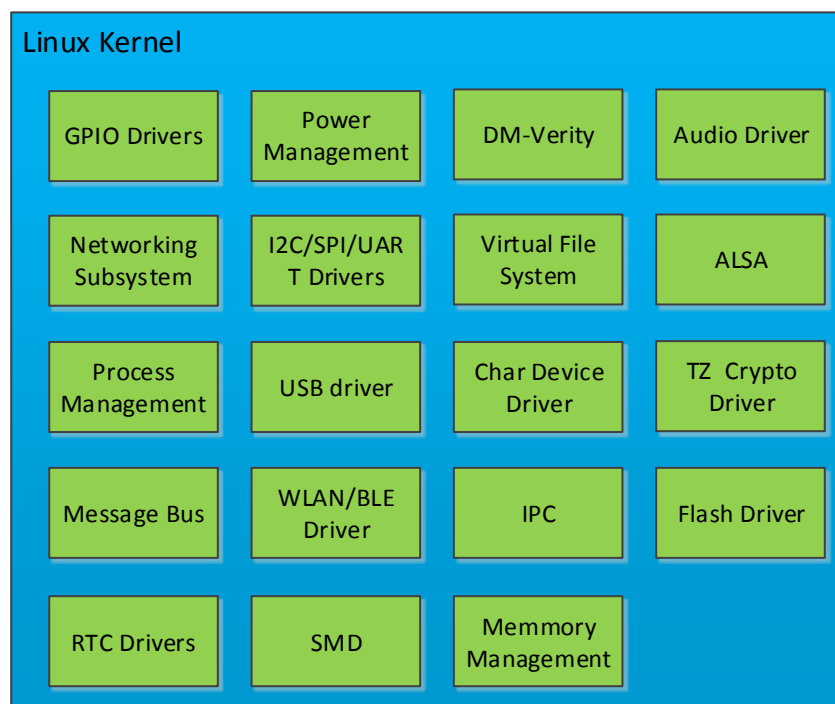 Linux Kernel
GPIO Drivers
Power
Management
DM-Verity
Audio Driver
Networking
Subsystem
I2C/SPI/UAR
T Drivers
Virtual File
System
ALSA
Process
Management
USB driver
Char Device
Driver
TZ  Crypto
Driver
Message Bus
WLAN/BLE
Driver
IPC
Flash Driver
RTC Drivers
SMD
Memmory
Management